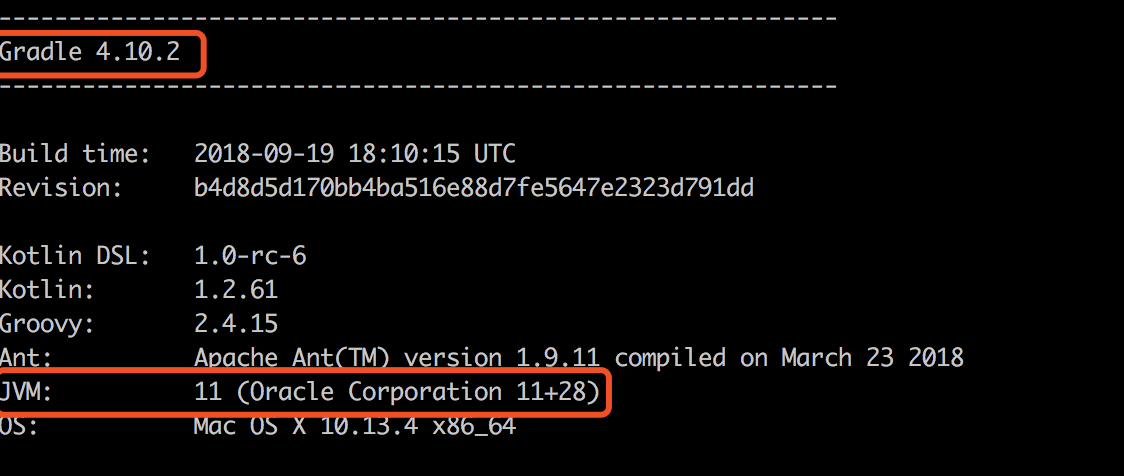 ------------------------------------------------------------
Gradle 4.10.2
------------------------------------------------------------
Build time:   2018-09-19 18:10:15 UTC
Revision:     b4d8d5d170bb4ba516e88d7fe5647e2323d791dd
Kotlin DSL:   1.0-rc-6
Kotlin:       1.2.61
Groovy:       2.4.15
Ant:          Apache Ant(TM) version 1.9.11 compiled on March 23 2018
JVM:          11 (Oracle Corporation 11+28)
OS:           Mac OS X 10.13.4 x86_64